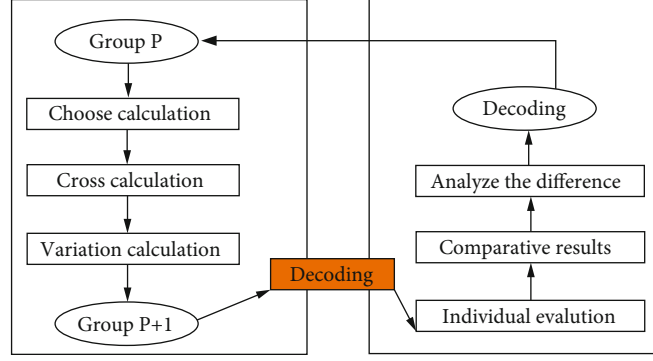 Group P
Choose calculation
Cross calculation
Variation calculation
Group P+1
Decoding
Decoding
Analyze the difference
Comparative results
Individual evalution